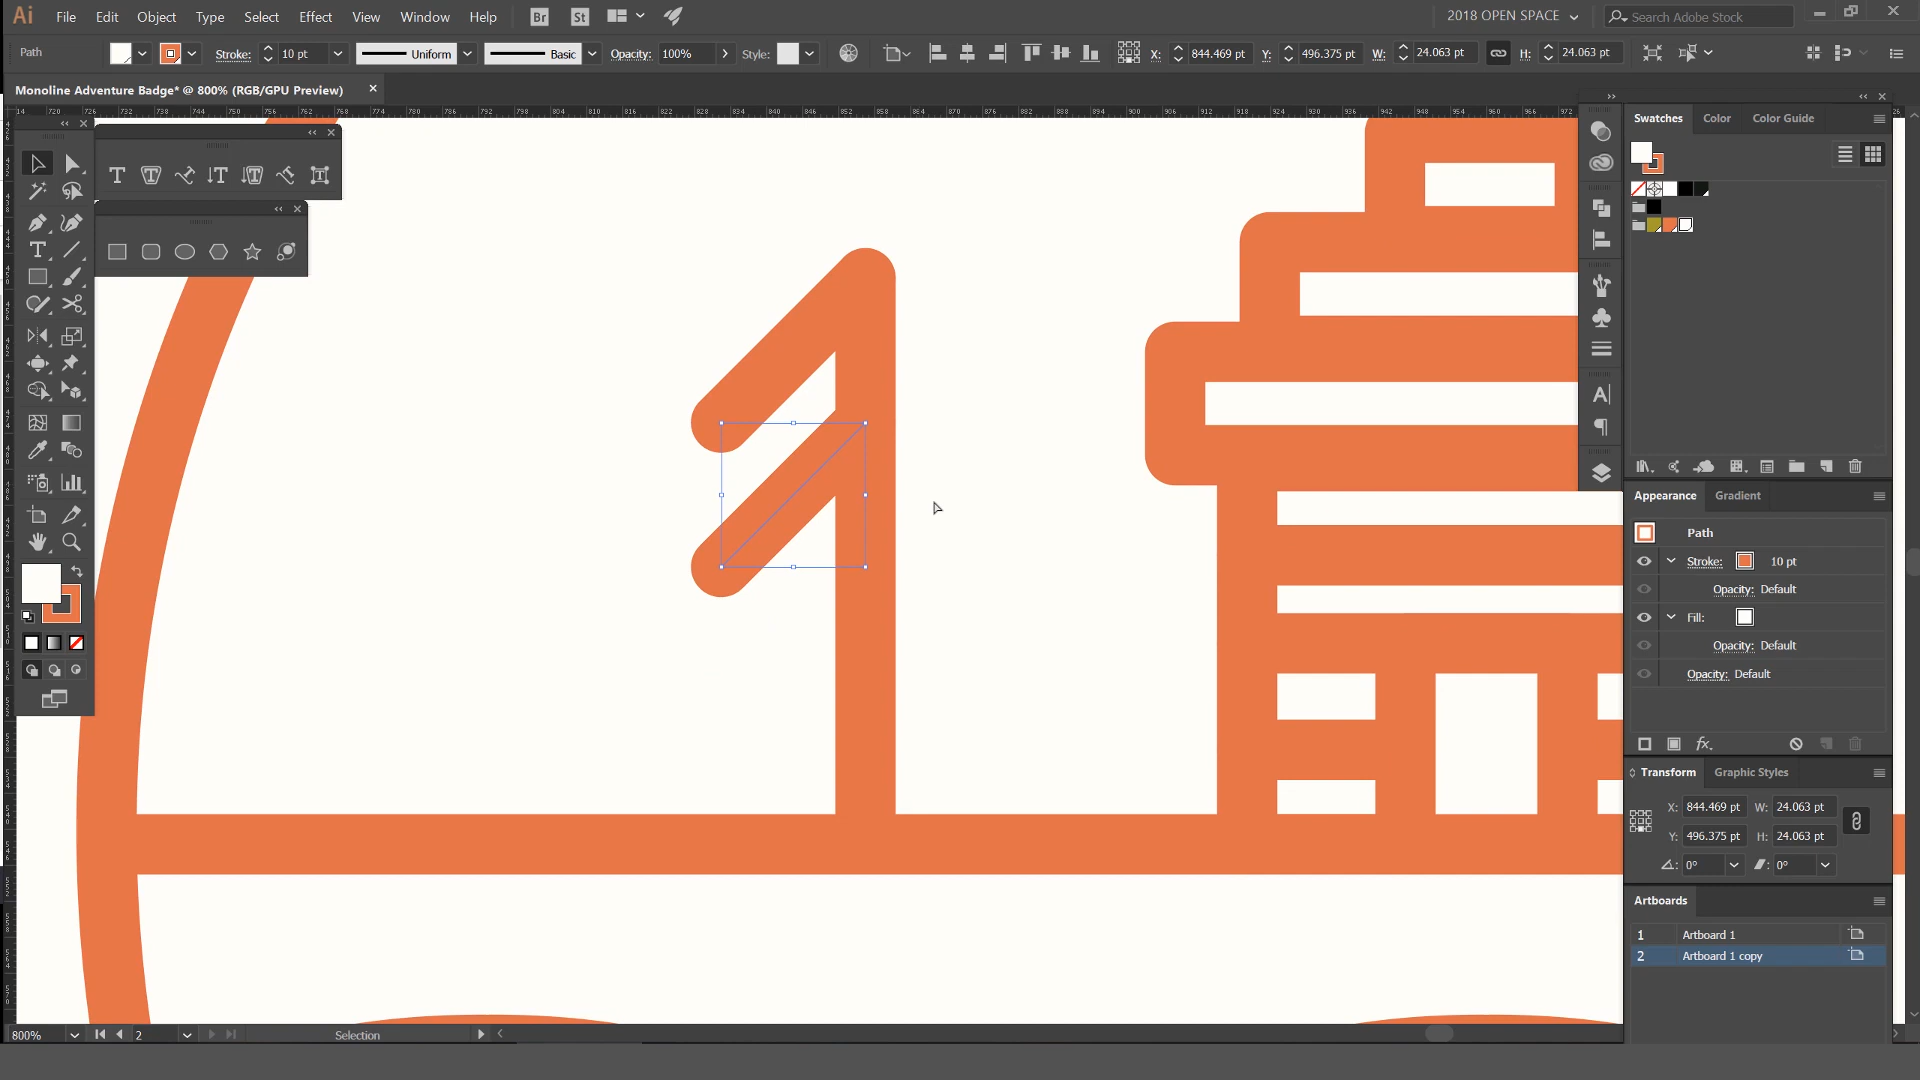 Ai File Edit Object Type Select Effect View Window Help Br St 2018 OPEN SPACE Search Adobe Stock
Path Stroke: 10 pt Uniform Basic Opacity: 100% Style: X: 844.469 pt Y: 496.375 pt W: 24.063 pt H: 24.063 pt
Monoline Adventure Badge* @ 800% (RGB/GPU Preview)
Swatches Color Color Guide
Appearance Gradient
Path
Stroke: 10 pt
Opacity: Default
Fill:
Opacity: Default
Opacity: Default
fx
Transform Graphic Styles
X: 844.469 pt W: 24.063 pt
Y: 496.375 pt H: 24.063 pt
0° 0°
Artboards
1 Artboard 1
2 Artboard 1 copy
800% 2 Selection